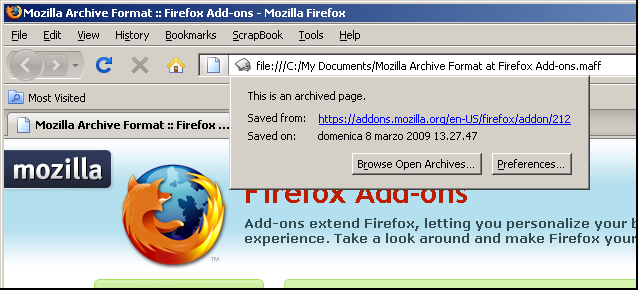 Mozilla Archive Format :: Firefox Add-ons - Mozilla Firefox
File Edit View History Bookmarks ScrapBook Tools Help
file:///C:/My Documents/Mozilla Archive Format at Firefox Add-ons.maff
Most Visited
This is an archived page.
Saved from: https://addons.mozilla.org/en-US/firefox/addon/212
Saved on: domenica 8 marzo 2009 13.27.47
Browse Open Archives... Preferences...
Mozilla Archive Format :: Firefox ...
mozilla
Firefox Add-ons
Add-ons extend Firefox, letting you personalize your
experience. Take a look around and make Firefox your